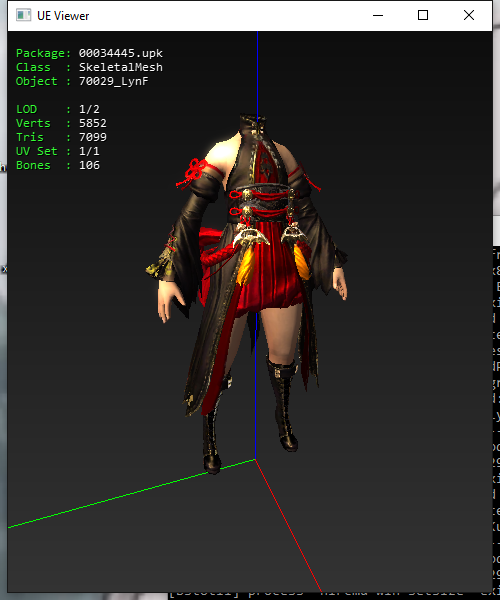 UE Viewer
Package: 00034445.upk
Class : SkeletalMesh
Object : 70029_LynF
LOD : 1/2
Verts : 5852
Tris : 7099
UV Set : 1/1
Bones : 106